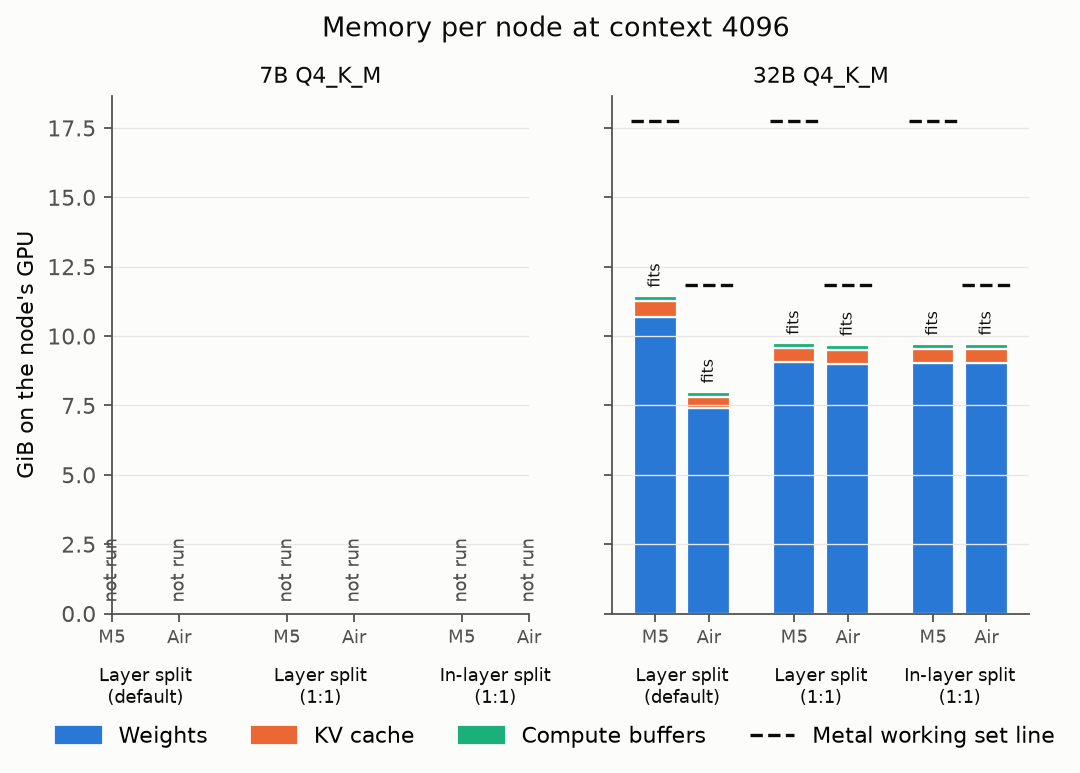 Memory per node at context 4096
7B Q4_K_M
32B Q4_K_M
GiB on the node's GPU
17.5
15.0
12.5
10.0
7.5
5.0
2.5
0.0
not run
not run
not run
not run
not run
not run
fits
fits
fits
fits
fits
fits
M5 Air M5 Air M5 Air
Layer split Layer split In-layer split
(default) (1:1) (1:1)
M5 Air M5 Air M5 Air
Layer split Layer split In-layer split
(default) (1:1) (1:1)
Weights KV cache Compute buffers Metal working set line